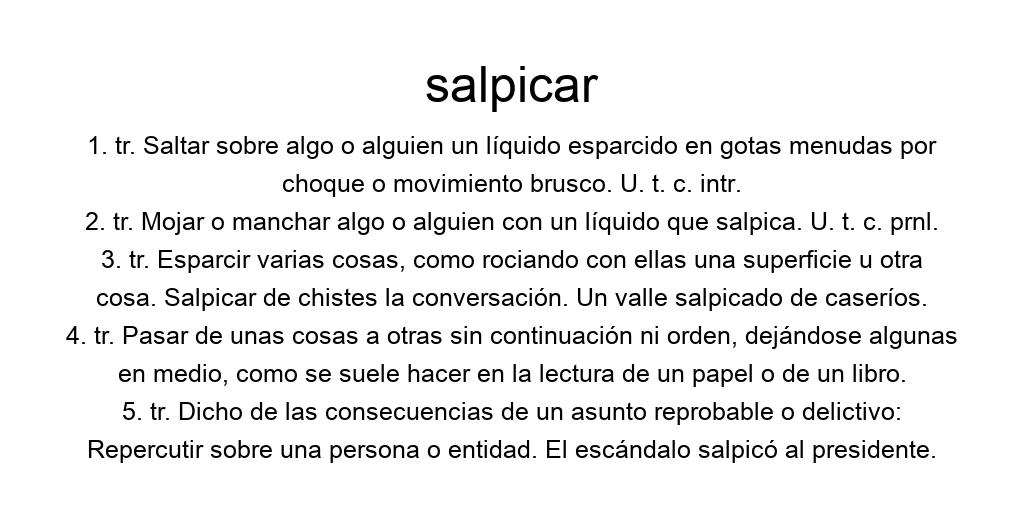 salpicar
1. tr. Saltar sobre algo o alguien un líquido esparcido en gotas menudas por
choque o movimiento brusco. U. t. c. intr.
2. tr. Mojar o manchar algo o alguien con un líquido que salpica. U. t. c. prnl.
3. tr. Esparcir varias cosas, como rociando con ellas una superficie u otra
cosa. Salpicar de chistes la conversación. Un valle salpicado de caseríos.
4. tr. Pasar de unas cosas a otras sin continuación ni orden, dejándose algunas
en medio, como se suele hacer en la lectura de un papel o de un libro.
5. tr. Dicho de las consecuencias de un asunto reprobable o delictivo:
Repercutir sobre una persona o entidad. El escándalo salpicó al presidente.